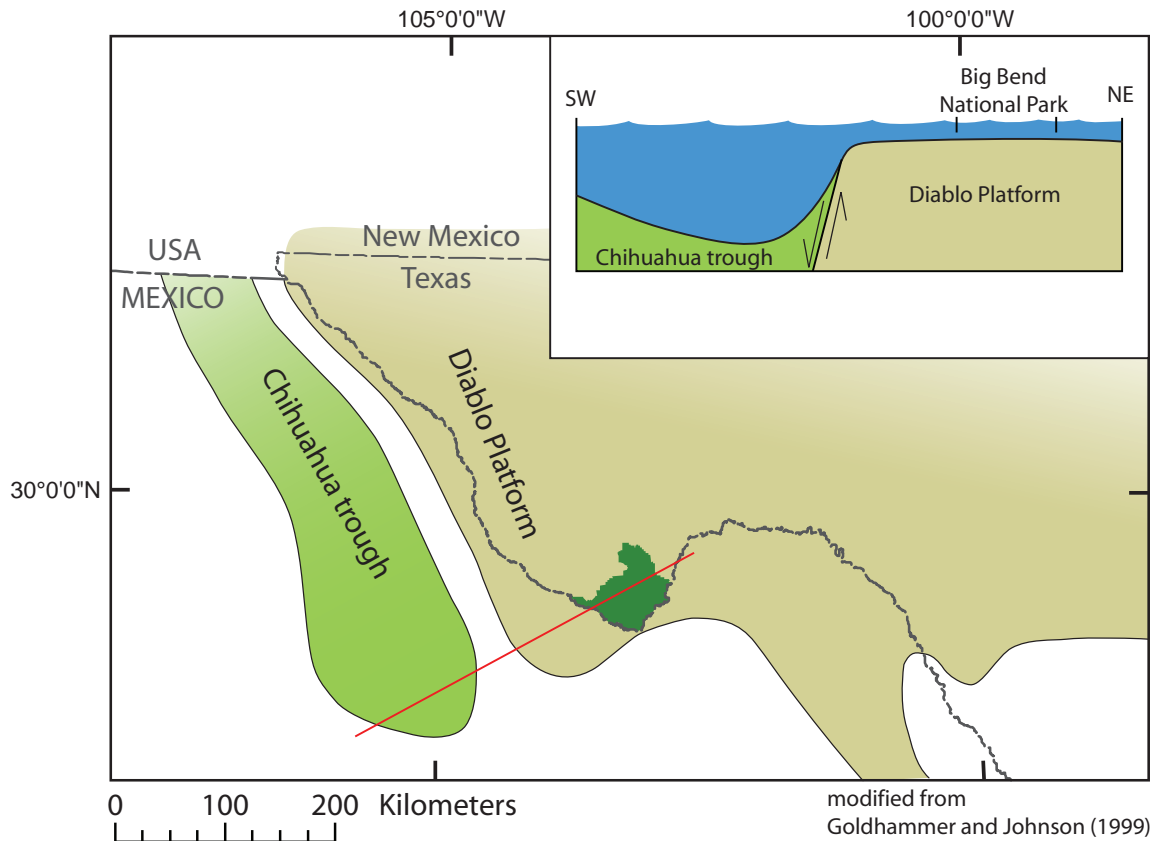 105°0'0"W
100°0'0"W
SW
Big Bend
National Park
NE
Diablo Platform
Chihuahua trough
USA
MEXICO
New Mexico
Texas
Chihuahua trough
Diablo Platform
30°0'0"N
0 100 200 Kilometers
modified from
Goldhammer and Johnson (1999)